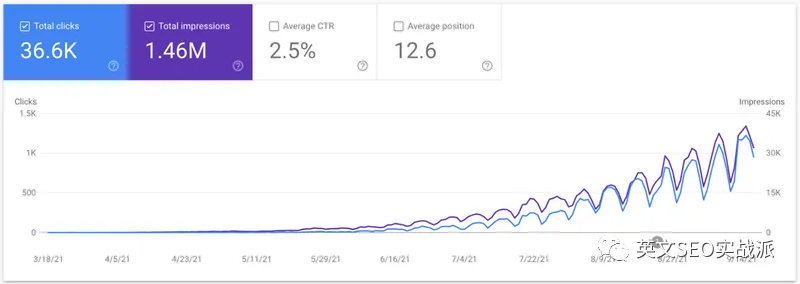 Total clicks
36.6K
Total impressions
1.46M
Average CTR
2.5%
Average position
12.6
Clicks Impressions
1.5K 45K
1K 30K
500 15K
0 0
3/18/21 4/5/21 4/23/21 5/11/21 5/29/21 6/16/21 7/4/21 7/22/21 8/9/21 8/27/21 9/14/21
英文SEO实战派